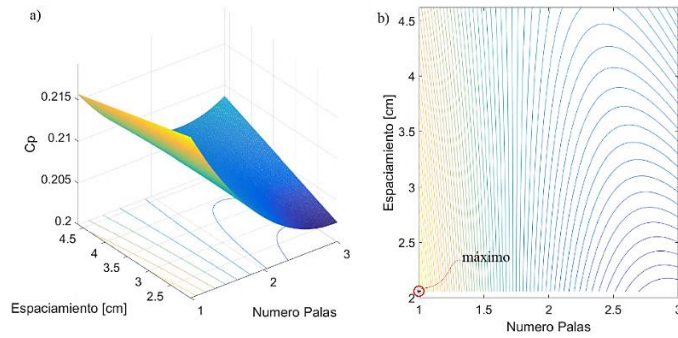 a)
0.215
0.21
0.205
0.2
Cp
4.5
4
3.5
3
2.5
Espaciamiento [cm]
1
2
3
Numero Palas
b)
4.5
4
3.5
3
2.5
2
Espaciamiento [cm]
máximo
1
1.5
2
2.5
3
Numero Palas